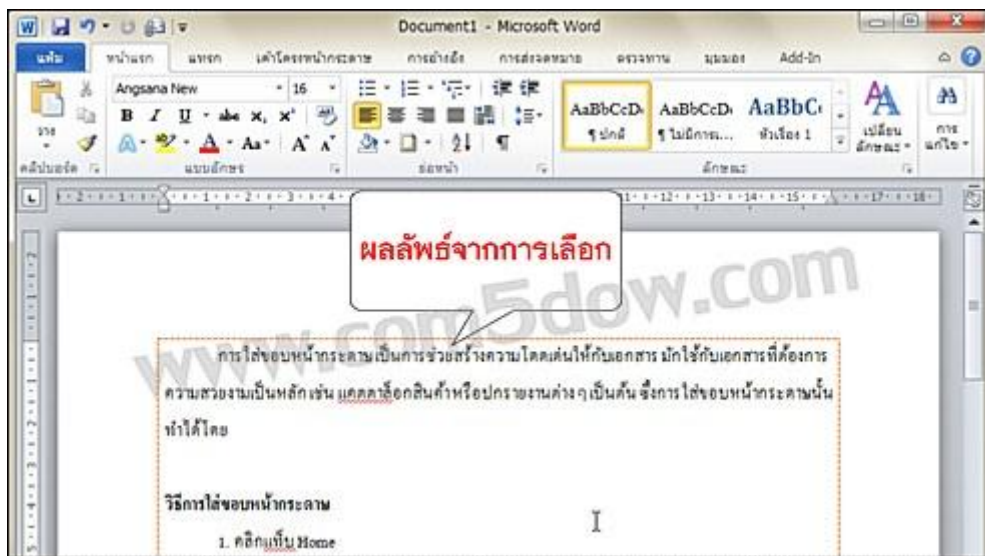 Document1 - Microsoft Word
แฟ้ม หน้าแรก แทรก เค้าโครงหน้ากระดาษ การอ้างอิง การส่งจดหมาย ตรวจทาน มุมมอง Add-In
Angsana New 16
AaBbCcDc AaBbCcDc AaBbCc
วาง ¶ ปกติ ¶ ไม่มีการเ... หัวเรื่อง 1 เปลี่ยนลักษณะ การแก้ไข
คลิปบอร์ด แบบอักษร ย่อหน้า ลักษณะ
ผลลัพธ์จากการเลือก
www.com5dow.com
การใส่ขอบหน้ากระดาษเป็นการช่วยสร้างความโดดเด่นให้กับเอกสาร มักใช้กับเอกสารที่ต้องการ
ความสวยงามเป็นหลัก เช่น แคตตาล็อกสินค้าหรือปกรายงานต่าง ๆ เป็นต้น ซึ่งการใส่ขอบหน้ากระดาษนั้น
ทำได้โดย
วิธีการใส่ขอบหน้ากระดาษ
1. คลิกแท็บ Home